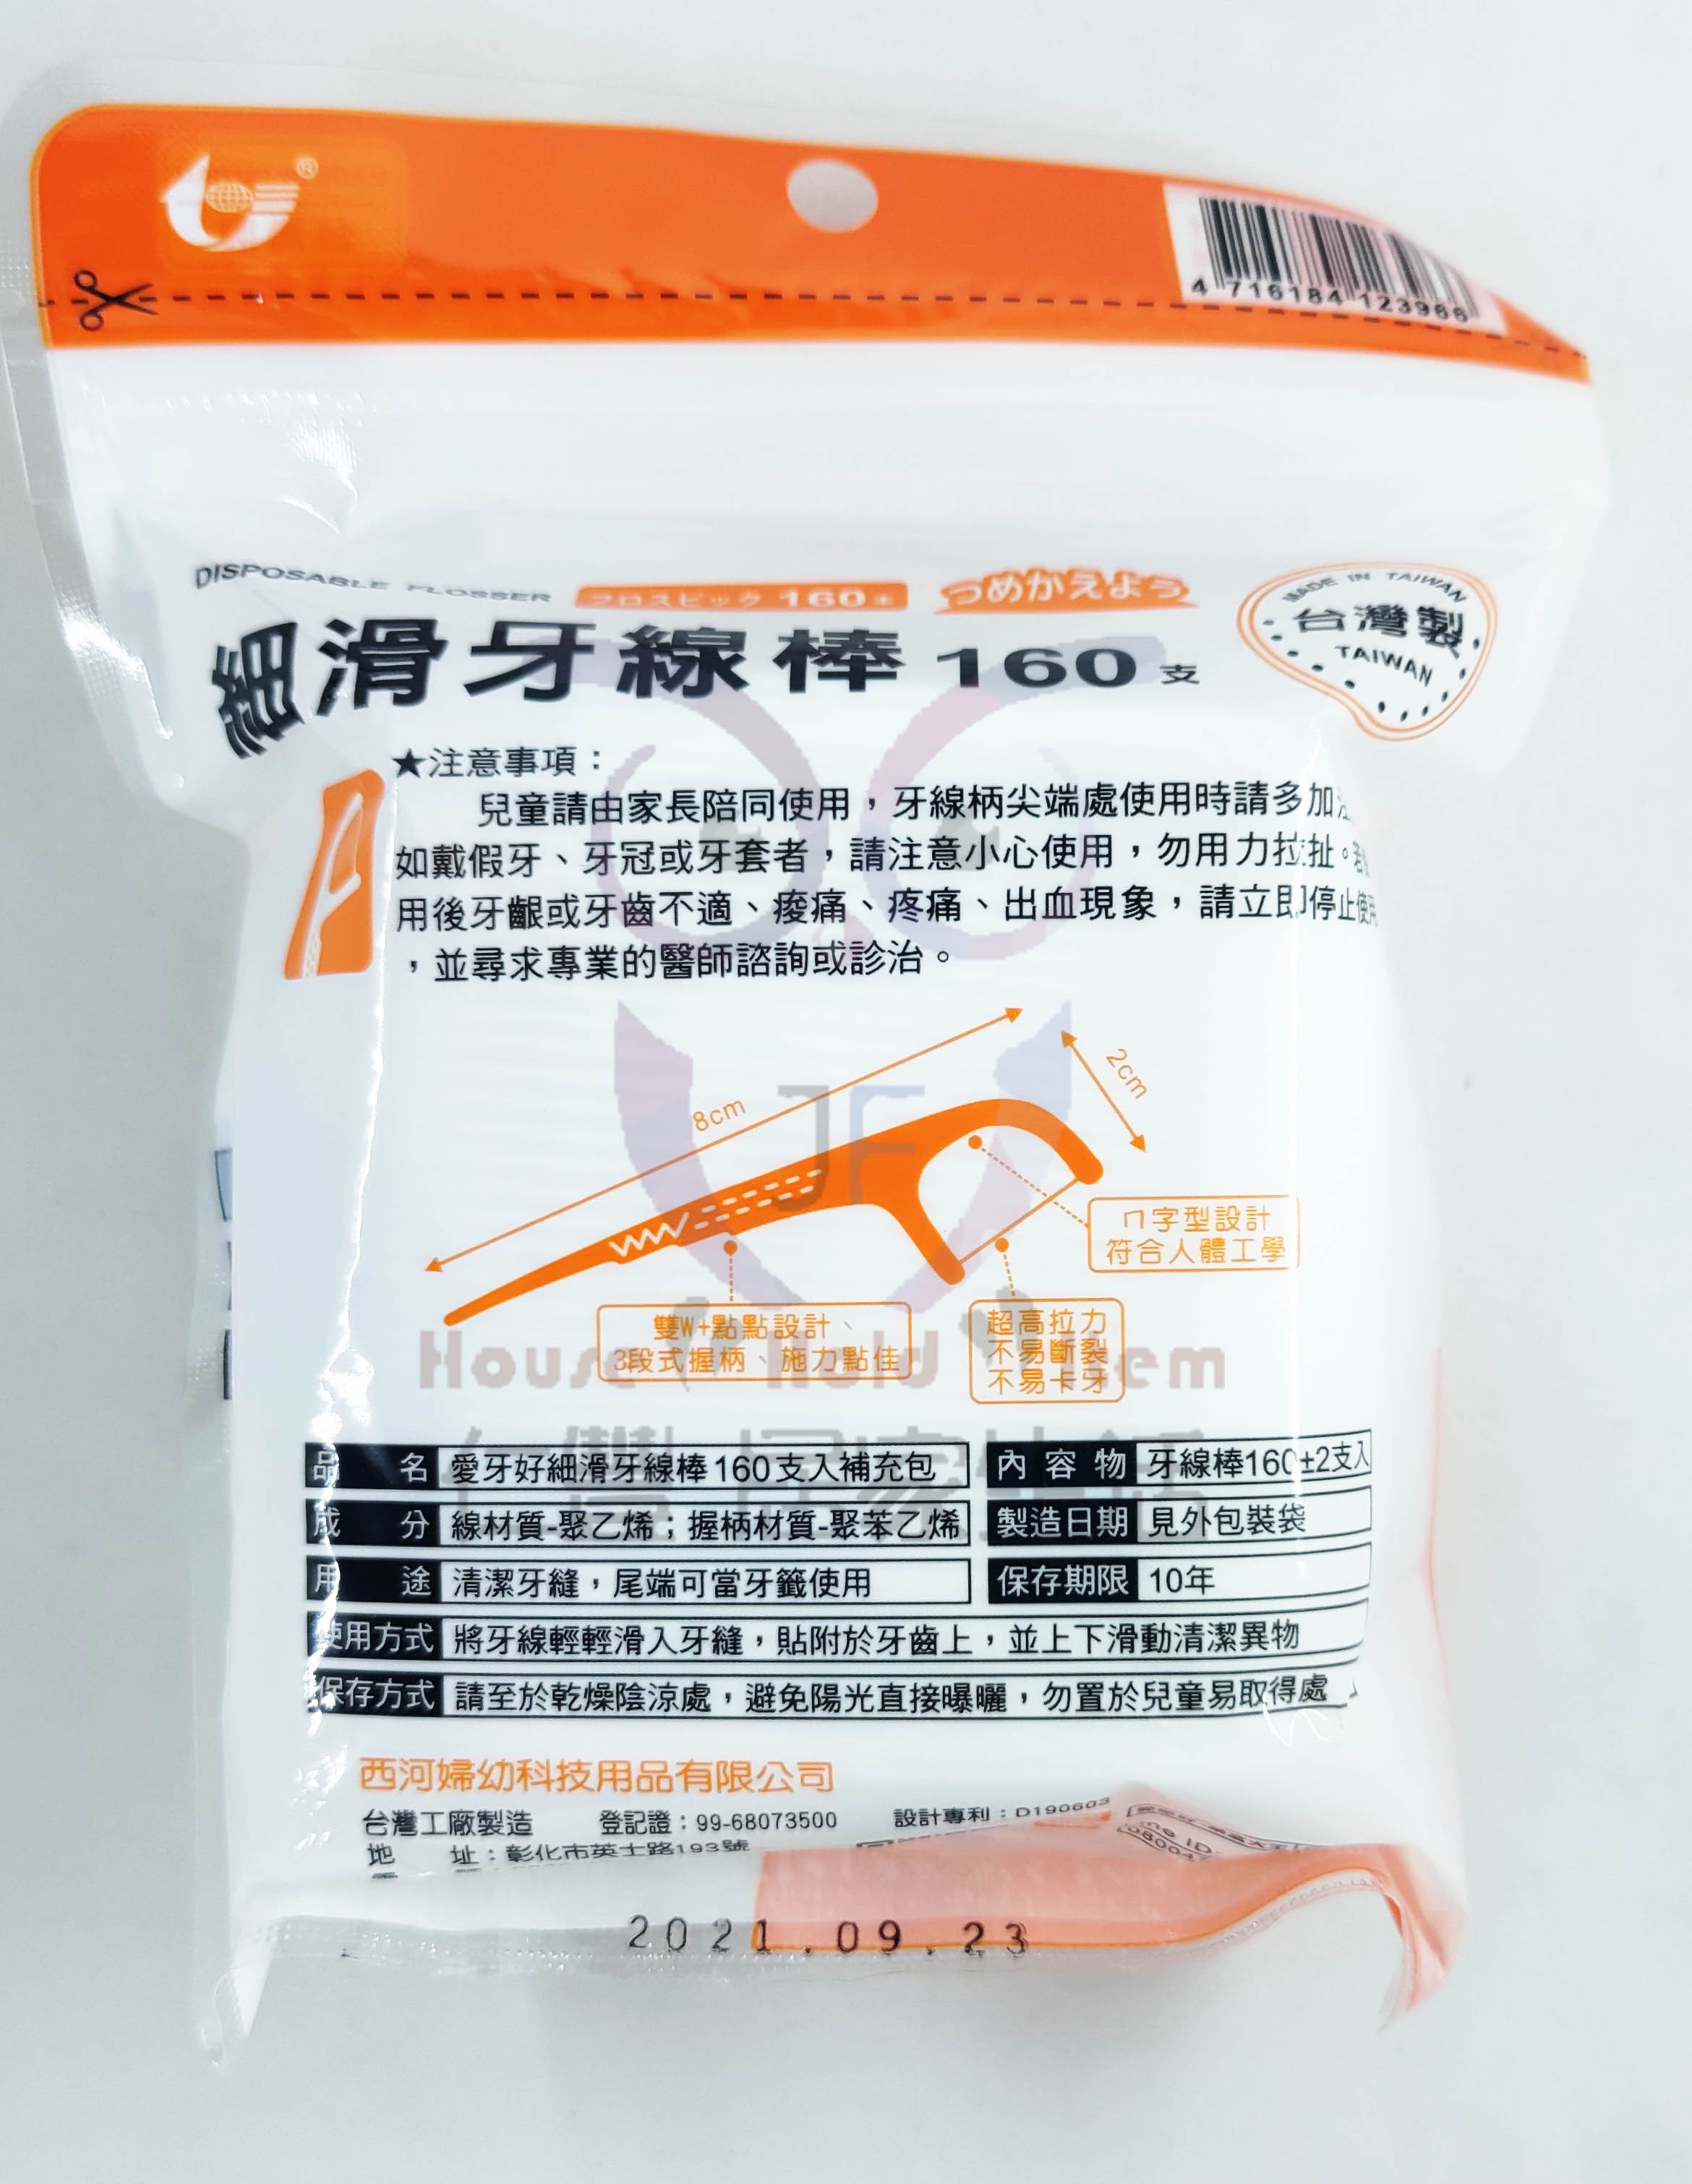 ®
4 716184 123966
DISPOSABLE FLOSSER フロスピック 160本 つめかえよう
細滑牙線棒 160 支
MADE IN TAIWAN
台灣製
TAIWAN
★注意事項：
兒童請由家長陪同使用，牙線柄尖端處使用時請多加
如戴假牙、牙冠或牙套者，請注意小心使用，勿用力拉扯。若
用後牙齦或牙齒不適、痠痛、疼痛、出血現象，請立即停止使用
，並尋求專業的醫師諮詢或診治。
8cm
2cm
JF
ㄇ字型設計
符合人體工學
雙W+點點設計、
3段式握柄、施力點佳
超高拉力
不易斷裂
不易卡牙
House Hold Item
品名 愛牙好細滑牙線棒160支入補充包 內容物 牙線棒160±2支入
成分 線材質-聚乙烯；握柄材質-聚苯乙烯 製造日期 見外包裝袋
用途 清潔牙縫，尾端可當牙籤使用 保存期限 10年
使用方式 將牙線輕輕滑入牙縫，貼附於牙齒上，並上下滑動清潔異物
保存方式 請至於乾燥陰涼處，避免陽光直接曝曬，勿置於兒童易取得處
西河婦幼科技用品有限公司
台灣工廠製造 登記證：99-68073500 設計專利：D190603
地址：彰化市英士路193號
2021.09.23